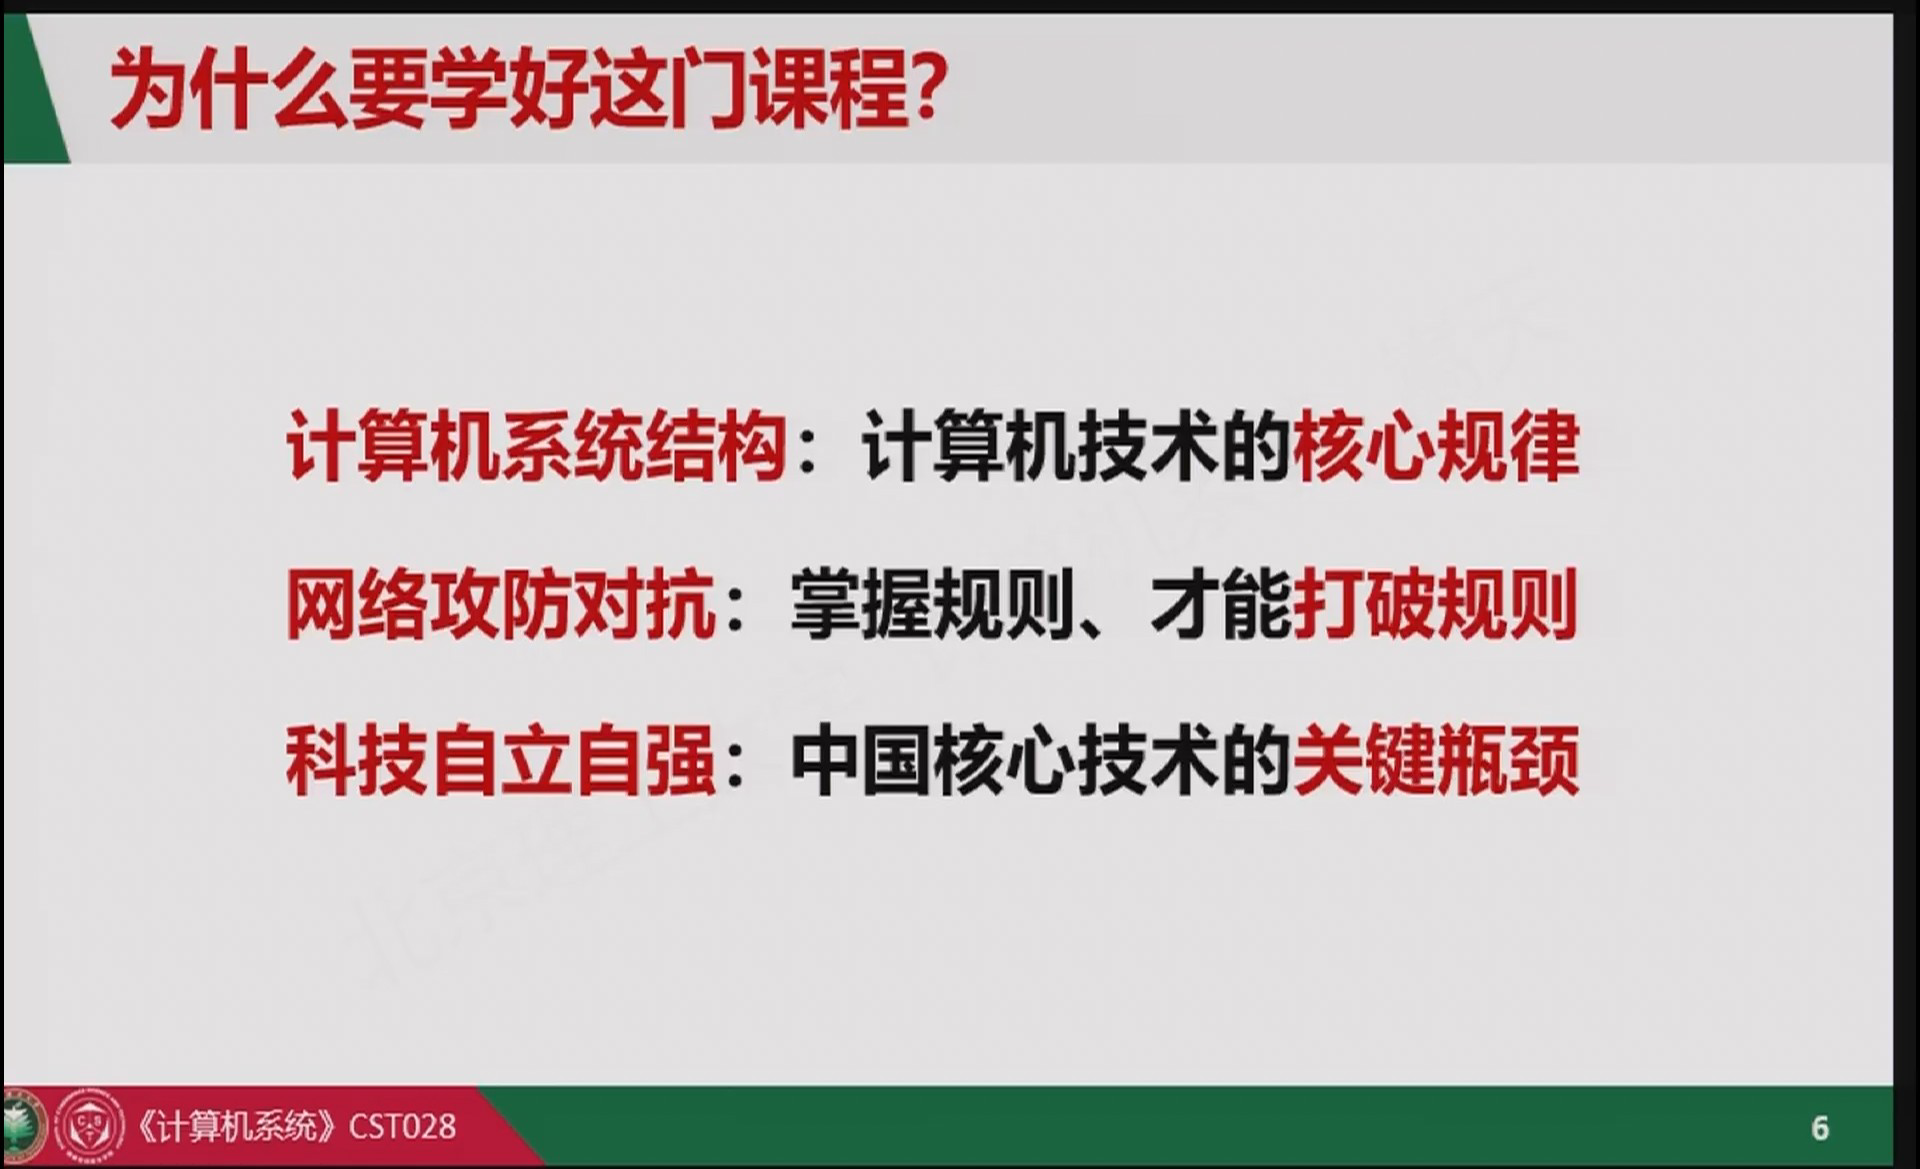 为什么要学好这门课程？
计算机系统结构：计算机技术的核心规律
网络攻防对抗：掌握规则、才能打破规则
科技自立自强：中国核心技术的关键瓶颈
《计算机系统》CST028
6